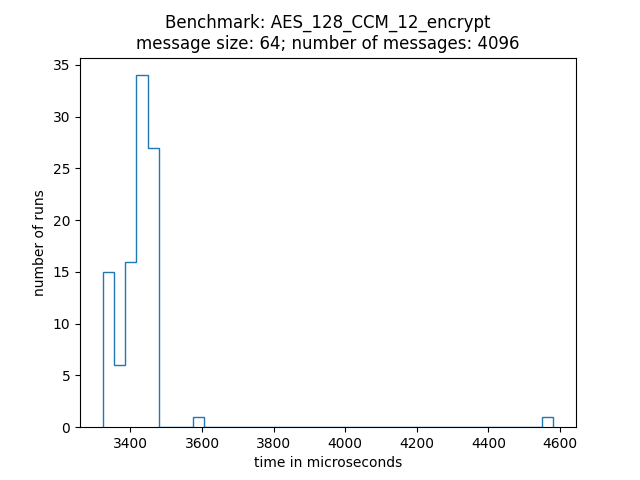 Benchmark: AES_128_CCM_12_encrypt
message size: 64; number of messages: 4096
35
30
25
20
15
10
5
0
number of runs
3400 3600 3800 4000 4200 4400 4600
time in microseconds